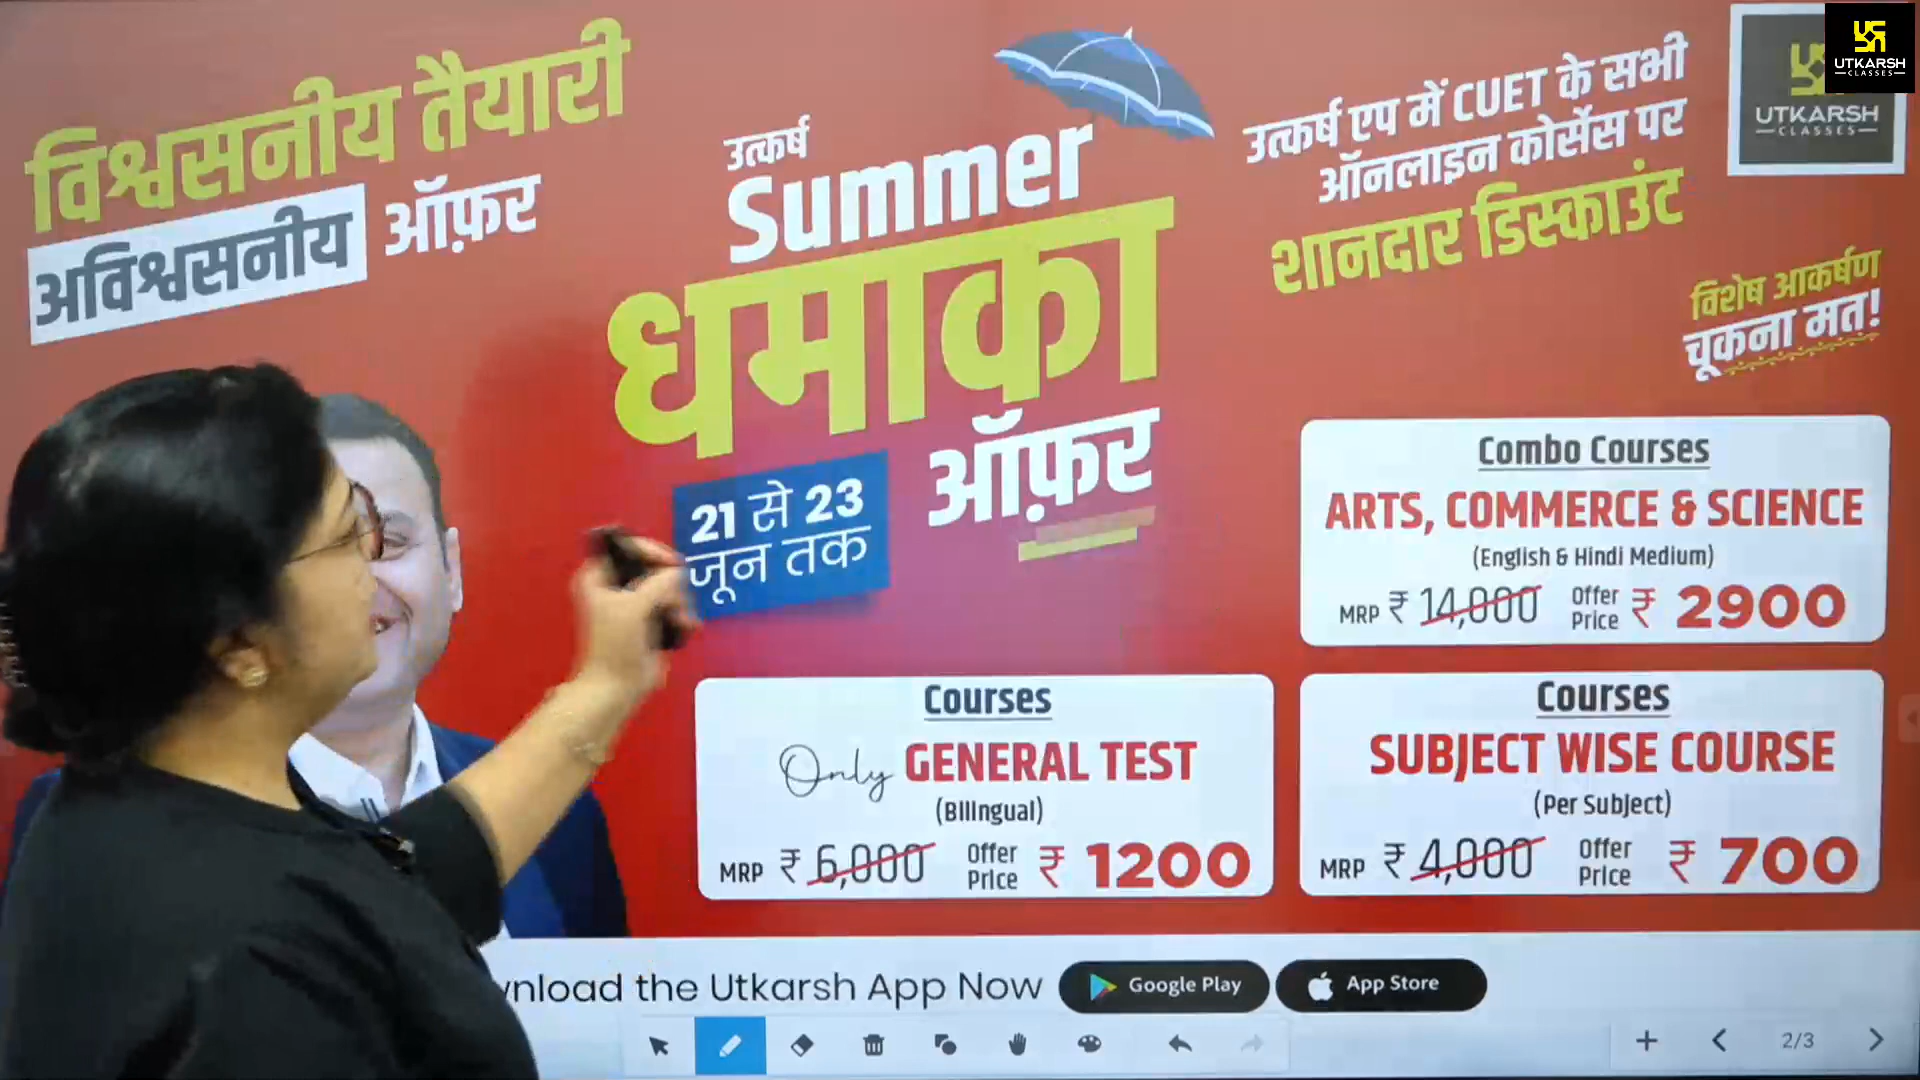 विश्वसनीय तैयारी
अविश्वसनीय ऑफ़र
उत्कर्ष
Summer
धमाका
ऑफ़र
21 से 23
जून तक
उत्कर्ष एप में CUET के सभी
ऑनलाइन कोर्सेस पर
शानदार डिस्काउंट
UTKARSH
CLASSES
UTKARSH
CLASSES
विशेष आकर्षण
चूकना मत!
Combo Courses
ARTS, COMMERCE & SCIENCE
(English & Hindi Medium)
MRP ₹ 14,000 Offer Price ₹ 2900
Courses
Only GENERAL TEST
(Bilingual)
MRP ₹ 6,000 Offer Price ₹ 1200
Courses
SUBJECT WISE COURSE
(Per Subject)
MRP ₹ 4,000 Offer Price ₹ 700
wnload the Utkarsh App Now
Google Play
App Store
2/3